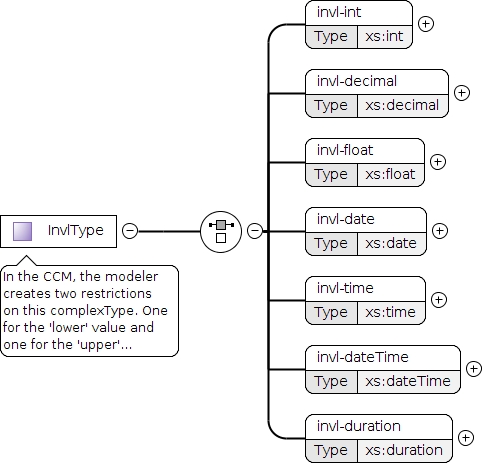 invl-int
Type xs:int
invl-decimal
Type xs:decimal
invl-float
Type xs:float
InvlType
In the CCM, the modeler
creates two restrictions
on this complexType. One
for the 'lower' value and
one for the 'upper'...
invl-date
Type xs:date
invl-time
Type xs:time
invl-dateTime
Type xs:dateTime
invl-duration
Type xs:duration